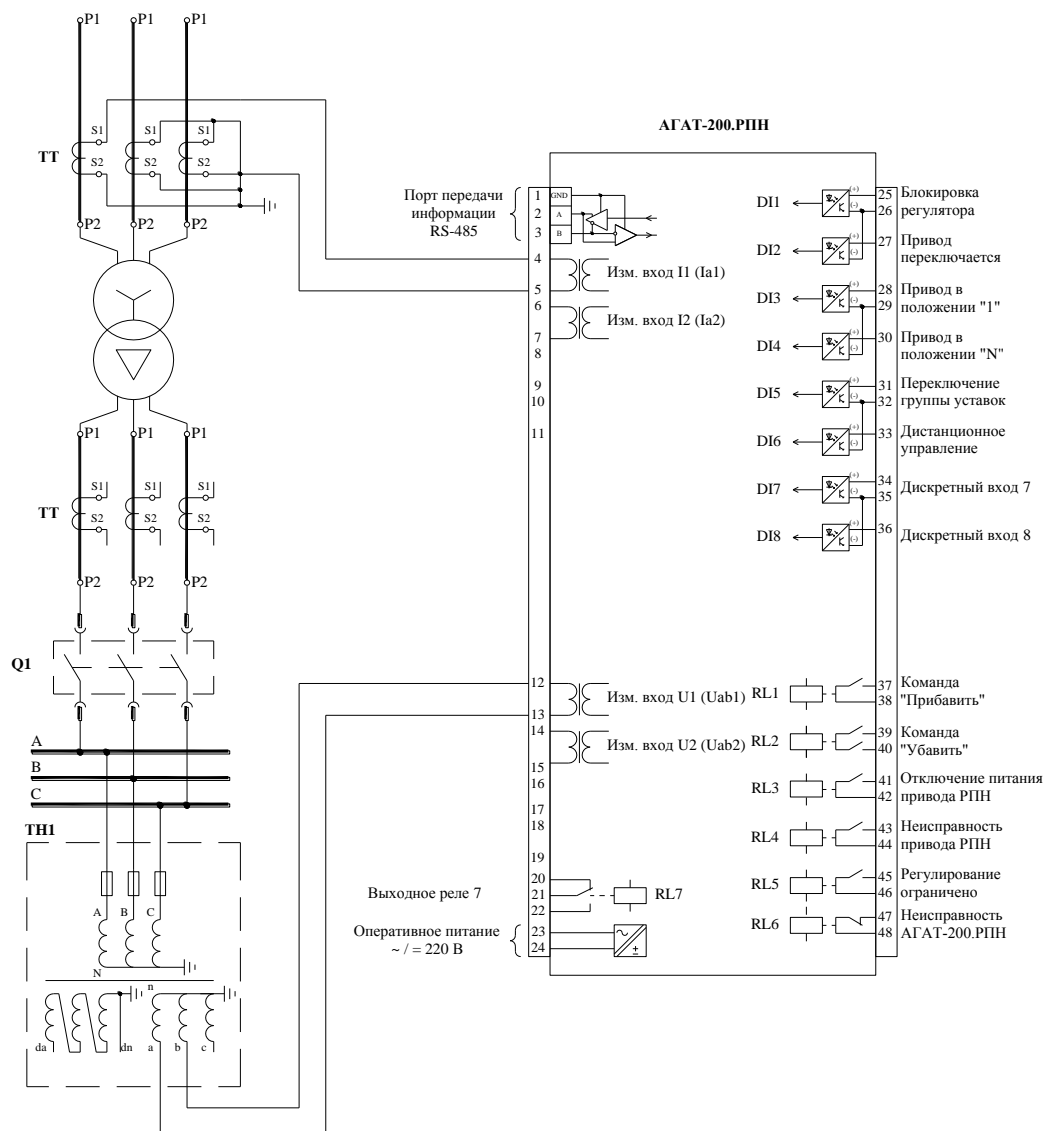 P1 P1 P1
АГАТ-200.РПН
S1 S1 S1
ТТ
S2 S2 S2
P2 P2 P2
Порт передачи
информации
RS-485
1 GND
2 A
3 B
4
Изм. вход I1 (Ia1)
5
6
Изм. вход I2 (Ia2)
7
8
9
10
11
DI1 (+) (-) 25 Блокировка
26 регулятора
DI2 (+) (-) 27 Привод
переключается
DI3 (+) (-) 28 Привод в
29 положении "1"
DI4 (+) (-) 30 Привод в
положении "N"
DI5 (+) (-) 31 Переключение
32 группы уставок
DI6 (+) (-) 33 Дистанционное
управление
DI7 (+) (-) 34
35 Дискретный вход 7
DI8 (+) (-) 36 Дискретный вход 8
P1 P1 P1
S1 S1 S1
ТТ
S2 S2 S2
P2 P2 P2
Q1
A
B
C
ТН1
A B C
N
n
da dn a b c
12
Изм. вход U1 (Uab1)
13
14
Изм. вход U2 (Uab2)
15
16
17
18
19
20
Выходное реле 7 21 RL7
22
Оперативное питание 23
~ / = 220 В 24
~
±
RL1 37 Команда
38 "Прибавить"
RL2 39 Команда
40 "Убавить"
RL3 41 Отключение питания
42 привода РПН
RL4 43 Неисправность
44 привода РПН
RL5 45 Регулирование
46 ограничено
RL6 47 Неисправность
48 АГАТ-200.РПН